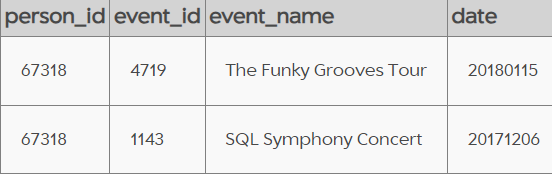 person_id event_id event_name date
67318 4719 The Funky Grooves Tour 20180115
67318 1143 SQL Symphony Concert 20171206